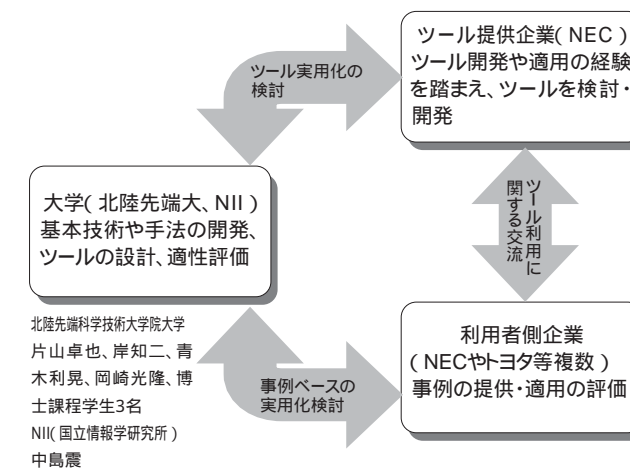 ツール実用化の
検討
ツール提供企業(NEC)
ツール開発や適用の経験
を踏まえ、ツールを検討・
開発
大学(北陸先端大、NII)
基本技術や手法の開発、
ツールの設計、適性評価
ツール利用に
関する交流
北陸先端科学技術大学院大学
片山卓也、岸知二、青
木利晃、岡崎光隆、博
士課程学生3名
NII(国立情報学研究所)
中島震
事例ベースの
実用化検討
利用者側企業
(NECやトヨタ等複数)
事例の提供・適用の評価